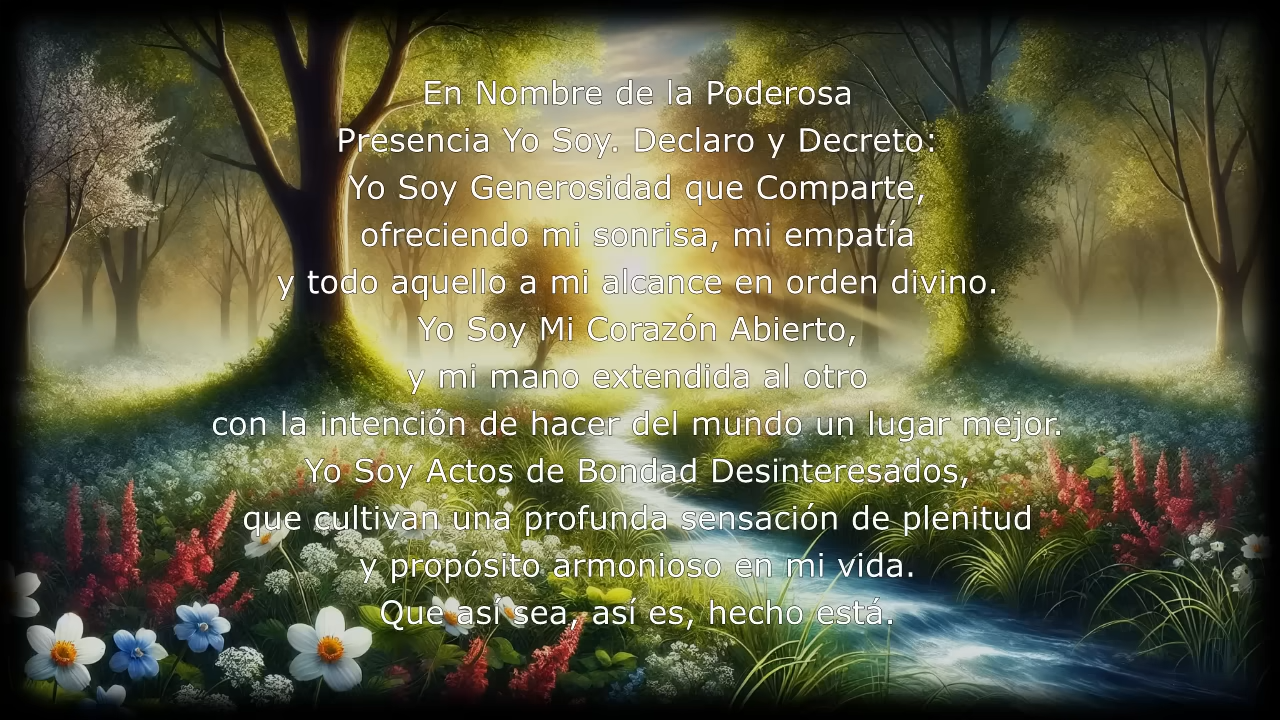 En Nombre de la Poderosa
Presencia Yo Soy. Declaro y Decreto:
Yo Soy Generosidad que Comparte,
ofreciendo mi sonrisa, mi empatía
y todo aquello a mi alcance en orden divino.
Yo Soy Mi Corazón Abierto,
y mi mano extendida al otro
con la intención de hacer del mundo un lugar mejor.
Yo Soy Actos de Bondad Desinteresados,
que cultivan una profunda sensación de plenitud
y propósito armonioso en mi vida.
Que así sea, así es, hecho está.